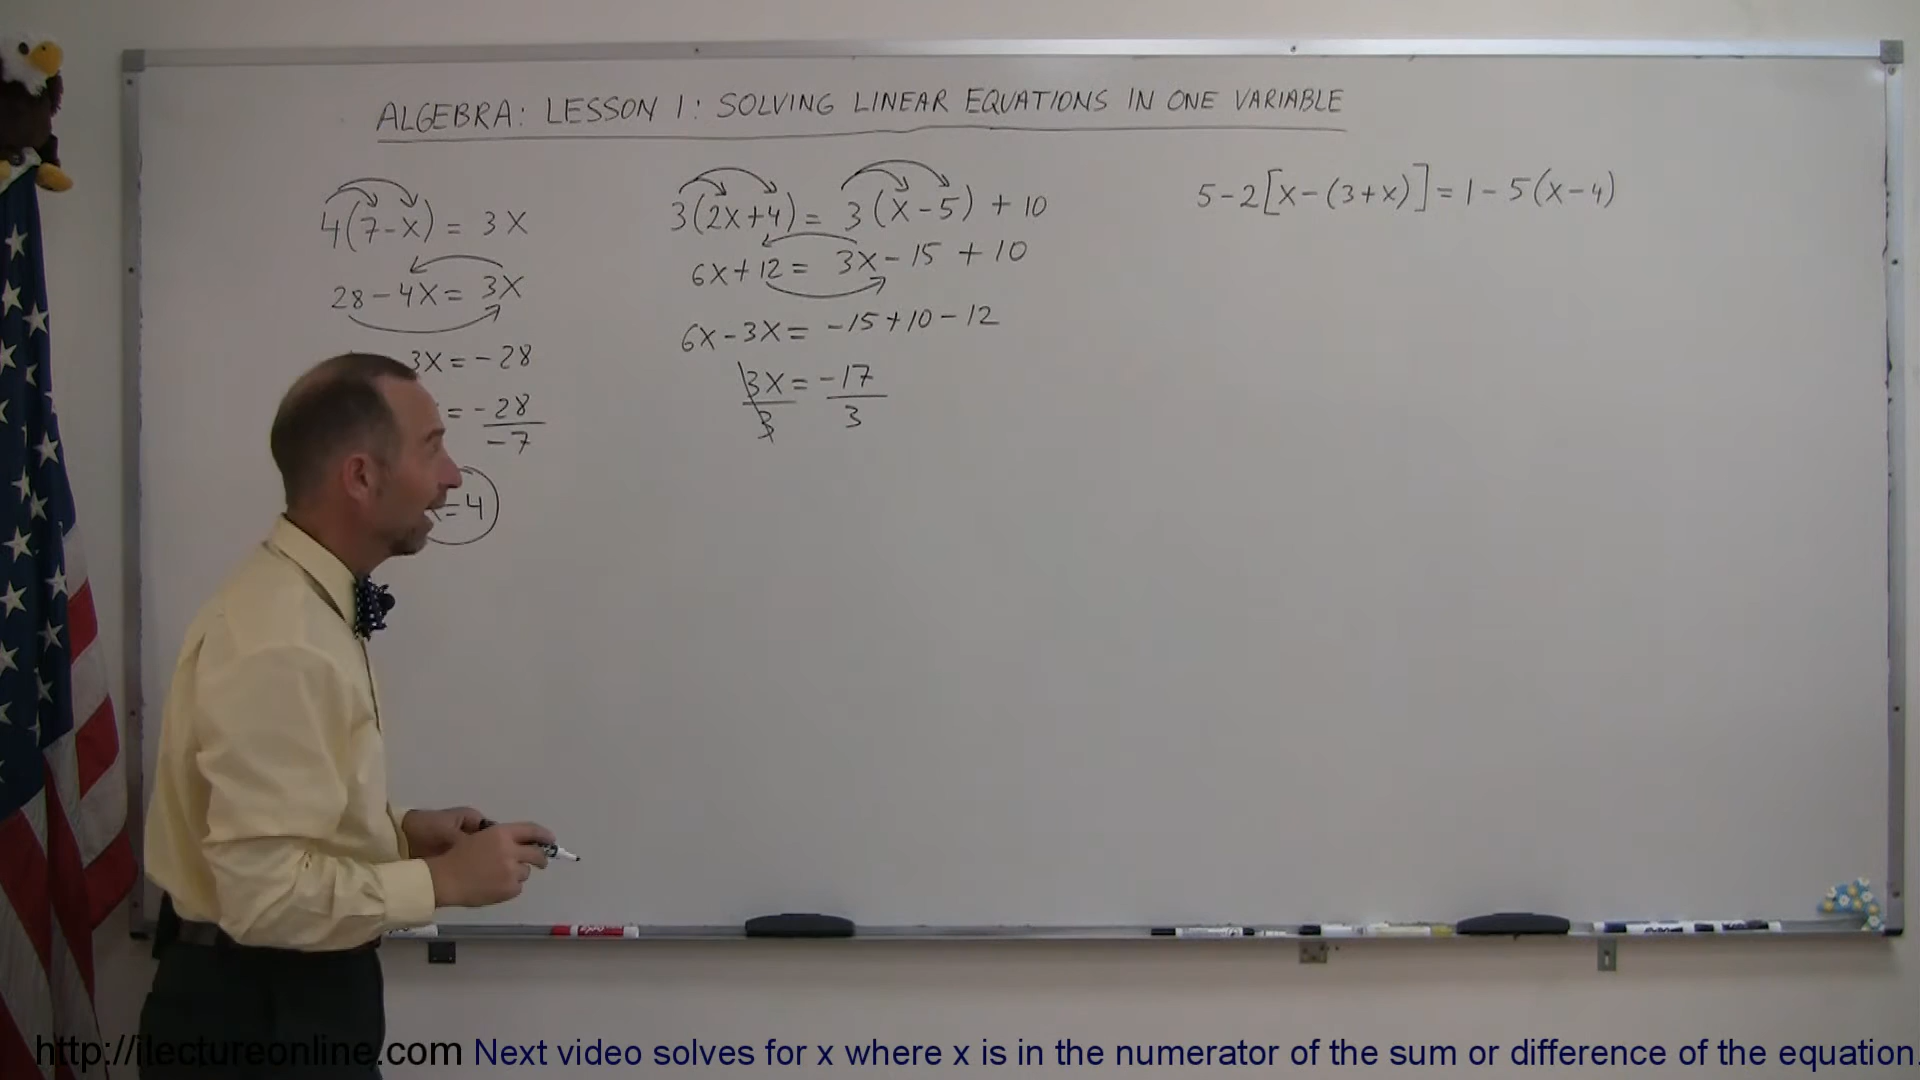 ALGEBRA: LESSON 1: SOLVING LINEAR EQUATIONS IN ONE VARIABLE
4(7-x) = 3x
28-4x = 3x
3x = -28
= -28
-7
=4
3(2x+4) = 3(x-5) + 10
6x+12 = 3x-15 + 10
6x-3x = -15+10-12
3x = -17
3 3
5-2[x-(3+x)] = 1-5(x-4)
http://ilectureonline.com Next video solves for x where x is in the numerator of the sum or difference of the equation.